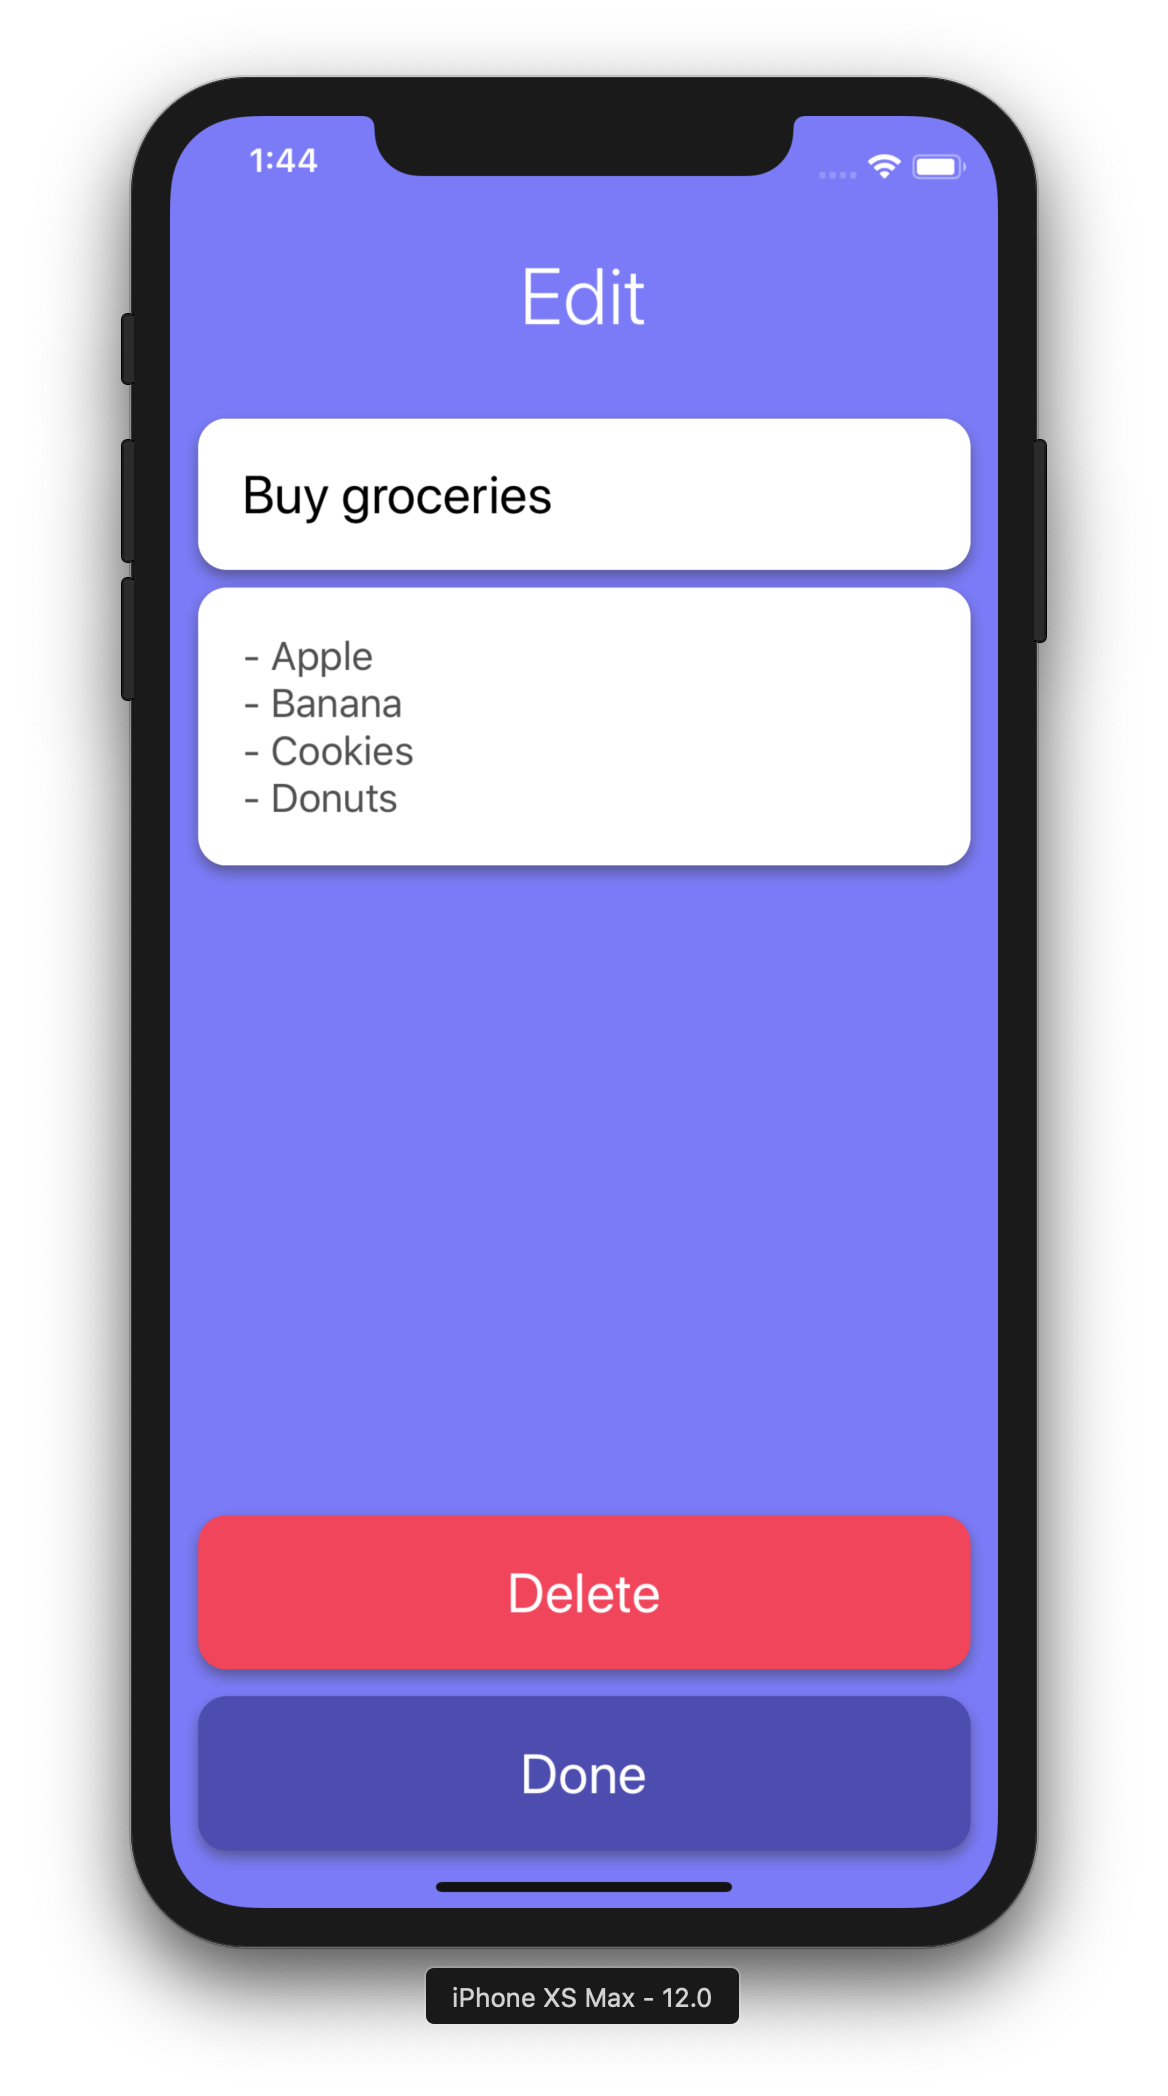 1:44
Edit
Buy groceries
- Apple
- Banana
- Cookies
- Donuts
Delete
Done
iPhone XS Max - 12.0